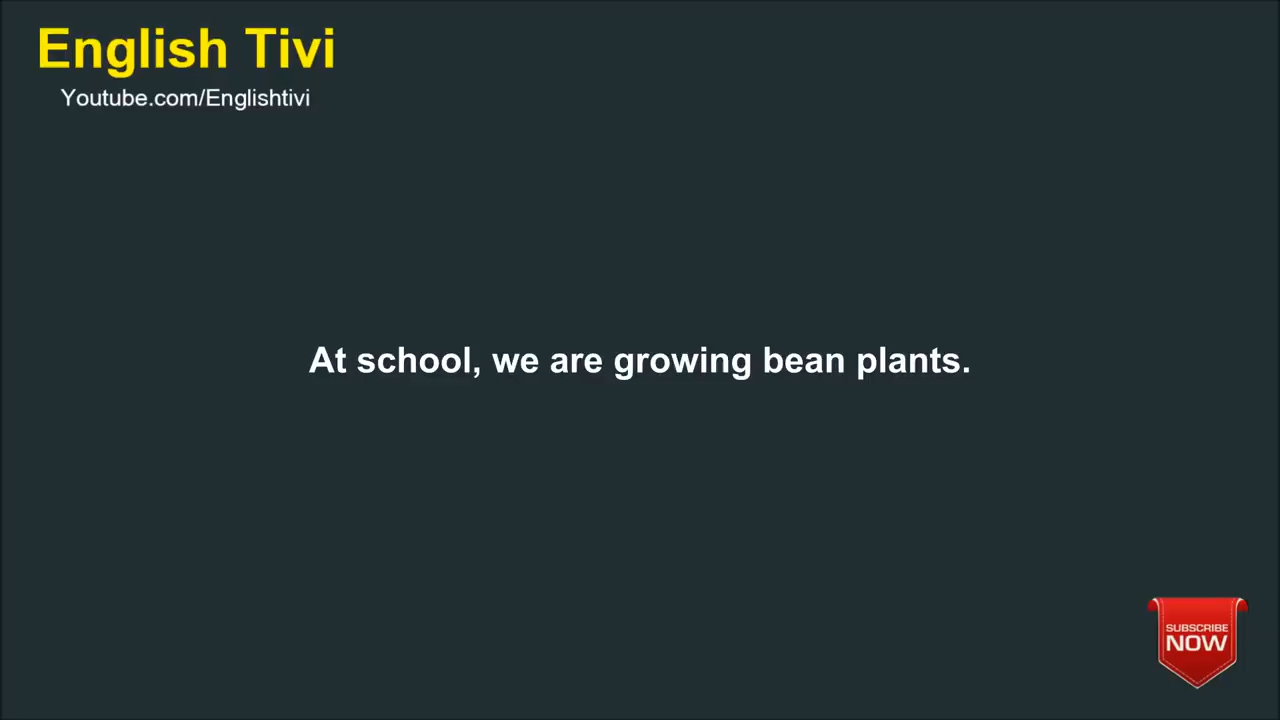 English Tivi
Youtube.com/Englishtivi
At school, we are growing bean plants.
SUBSCRIBE
NOW